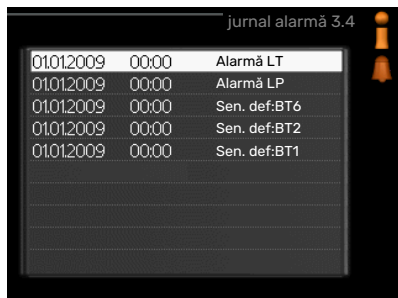 jurnal alarmă 3.4
01.01.2009 00:00 Alarmă LT
01.01.2009 00:00 Alarmă LP
01.01.2009 00:00 Sen. def:BT6
01.01.2009 00:00 Sen. def:BT2
01.01.2009 00:00 Sen. def:BT1